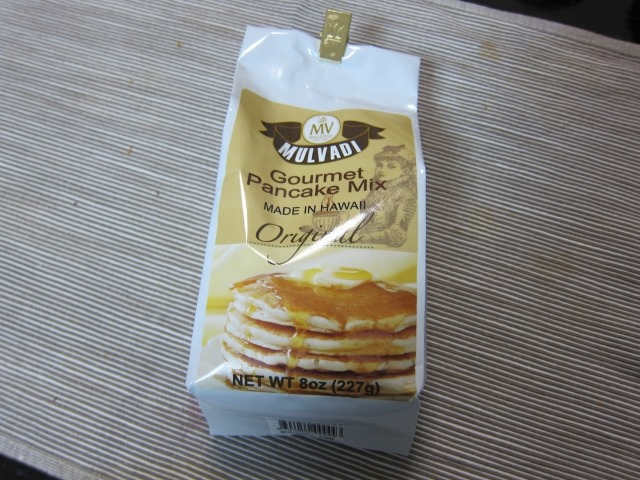 MV
MULVADI
Gourmet
Pancake Mix
MADE IN HAWAII
Original
NET WT 8oz (227g)